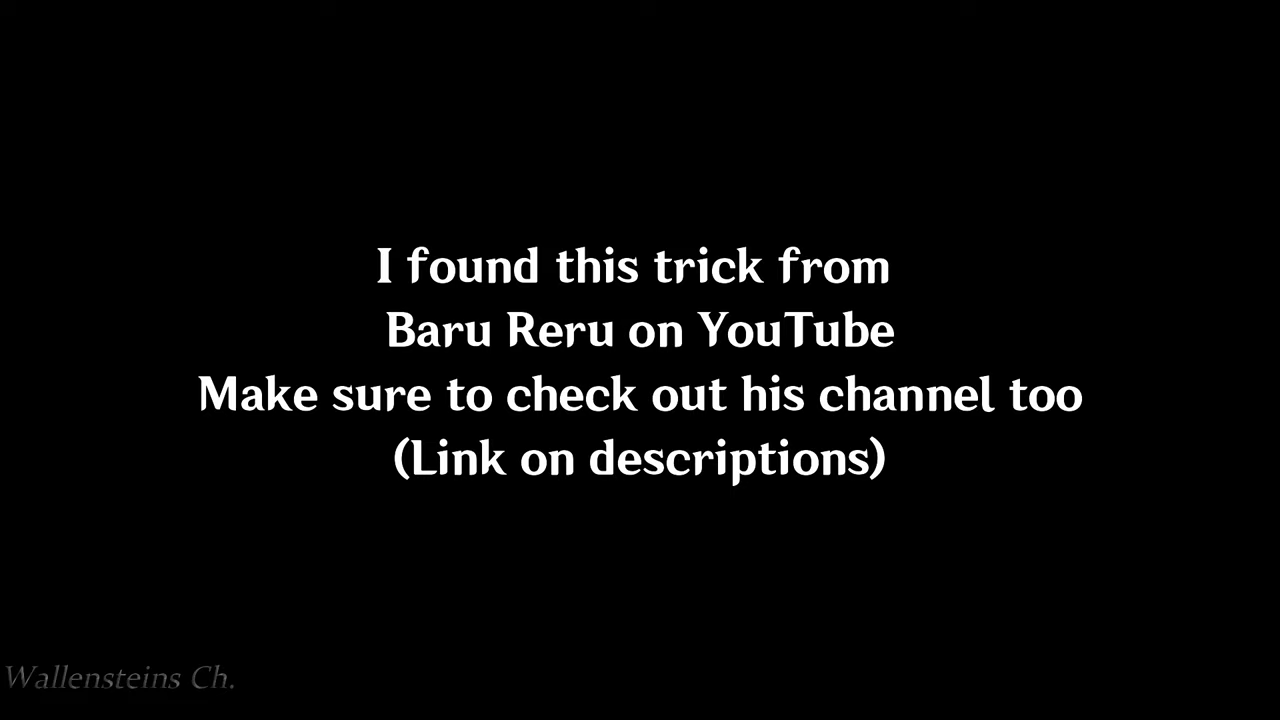 I found this trick from
Baru Reru on YouTube
Make sure to check out his channel too
(Link on descriptions)
Wallensteins Ch.